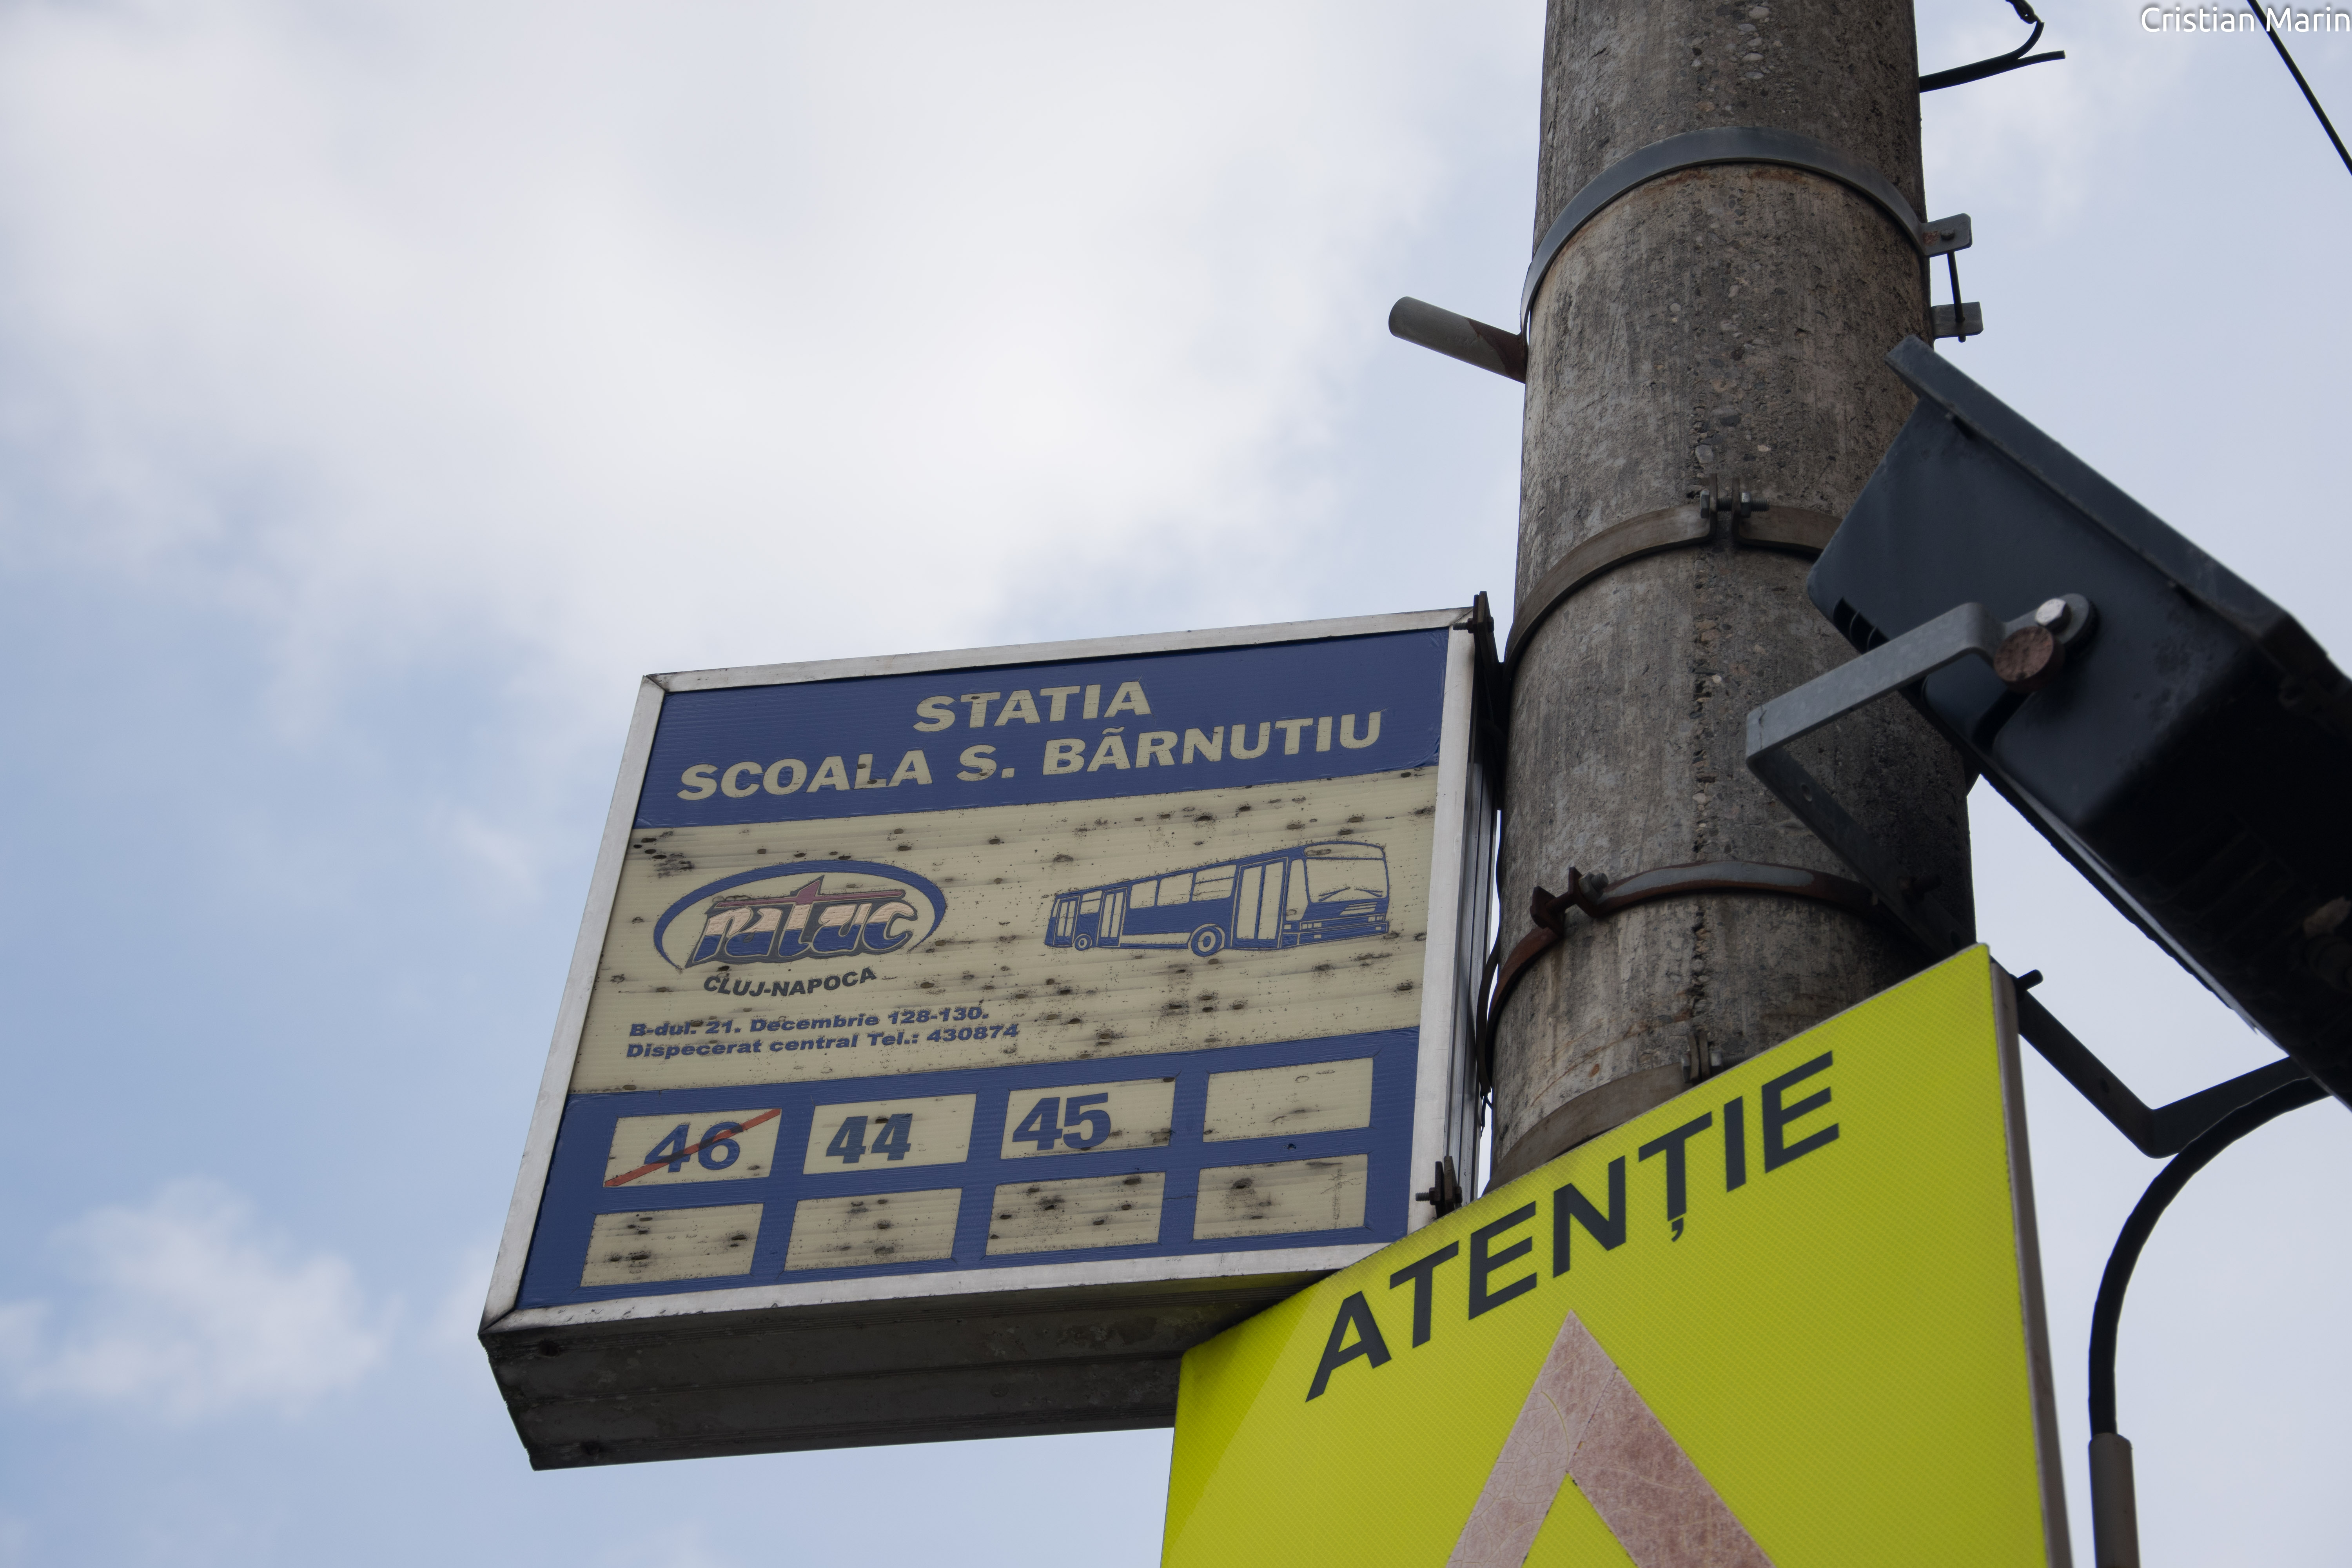 Cristian Marin
STATIA
SCOALA S. BÃRNUTIU
ratuc
CLUJ-NAPOCA
B-dul. 21. Decembrie 128-130.
Dispecerat central Tel.: 430874
46 44 45
ATENȚIE